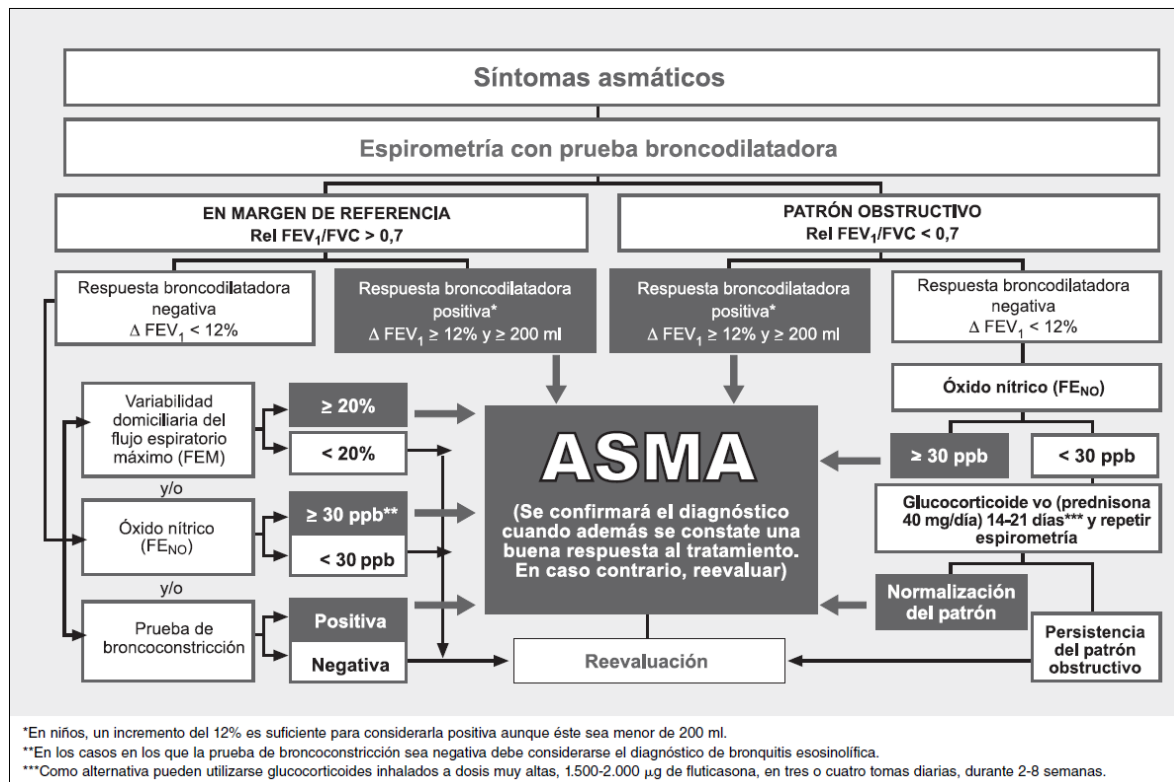 Síntomas asmáticos
Espirometría con prueba broncodilatadora
EN MARGEN DE REFERENCIA
Rel FEV₁/FVC > 0,7
PATRÓN OBSTRUCTIVO
Rel FEV₁/FVC < 0,7
Respuesta broncodilatadora
negativa
Δ FEV₁ < 12%
Respuesta broncodilatadora
positiva*
Δ FEV₁ ≥ 12% y ≥ 200 ml
Respuesta broncodilatadora
positiva*
Δ FEV₁ ≥ 12% y ≥ 200 ml
Respuesta broncodilatadora
negativa
Δ FEV₁ < 12%
Variabilidad
domiciliaria del
flujo espiratorio
máximo (FEM)
≥ 20%
< 20%
y/o
Óxido nítrico
(FE_NO)
≥ 30 ppb**
< 30 ppb
y/o
Prueba de
broncoconstricción
Positiva
Negativa
ASMA
(Se confirmará el diagnóstico
cuando además se constate una
buena respuesta al tratamiento.
En caso contrario, reevaluar)
Reevaluación
Óxido nítrico (FE_NO)
≥ 30 ppb
< 30 ppb
Glucocorticoide vo (prednisona
40 mg/día) 14-21 días*** y repetir
espirometría
Normalización
del patrón
Persistencia
del patrón
obstructivo
*En niños, un incremento del 12% es suficiente para considerarla positiva aunque éste sea menor de 200 ml.
**En los casos en los que la prueba de broncoconstricción sea negativa debe considerarse el diagnóstico de bronquitis esosinolífica.
***Como alternativa pueden utilizarse glucocorticoides inhalados a dosis muy altas, 1.500-2.000 µg de fluticasona, en tres o cuatro tomas diarias, durante 2-8 semanas.